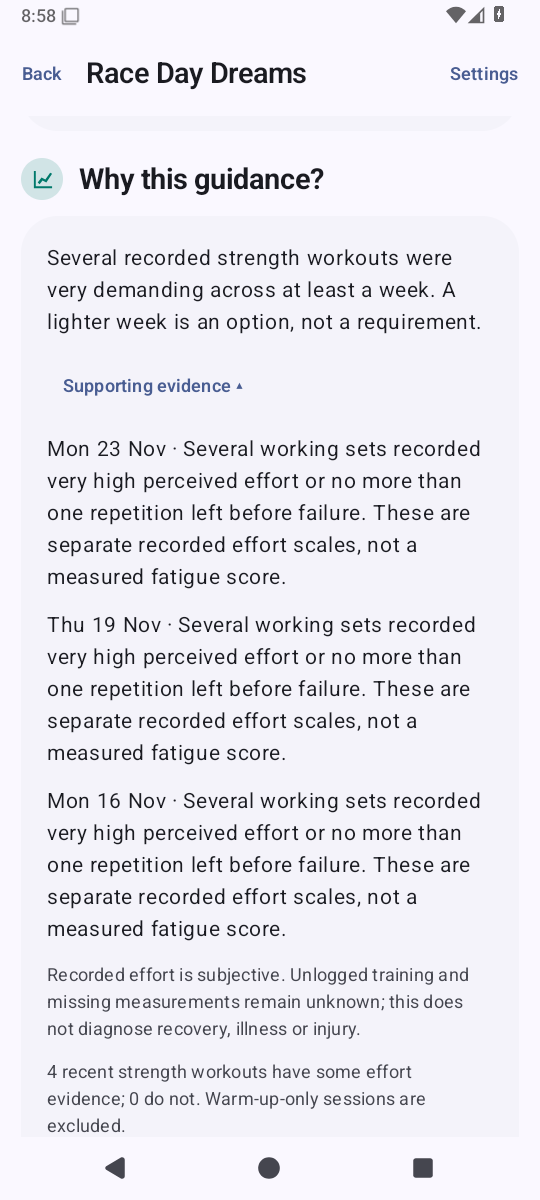 8:58
Back
Race Day Dreams
Settings
Why this guidance?
Several recorded strength workouts were
very demanding across at least a week. A
lighter week is an option, not a requirement.
Supporting evidence ▴
Mon 23 Nov · Several working sets recorded
very high perceived effort or no more than
one repetition left before failure. These are
separate recorded effort scales, not a
measured fatigue score.
Thu 19 Nov · Several working sets recorded
very high perceived effort or no more than
one repetition left before failure. These are
separate recorded effort scales, not a
measured fatigue score.
Mon 16 Nov · Several working sets recorded
very high perceived effort or no more than
one repetition left before failure. These are
separate recorded effort scales, not a
measured fatigue score.
Recorded effort is subjective. Unlogged training and
missing measurements remain unknown; this does
not diagnose recovery, illness or injury.
4 recent strength workouts have some effort
evidence; 0 do not. Warm-up-only sessions are
excluded.